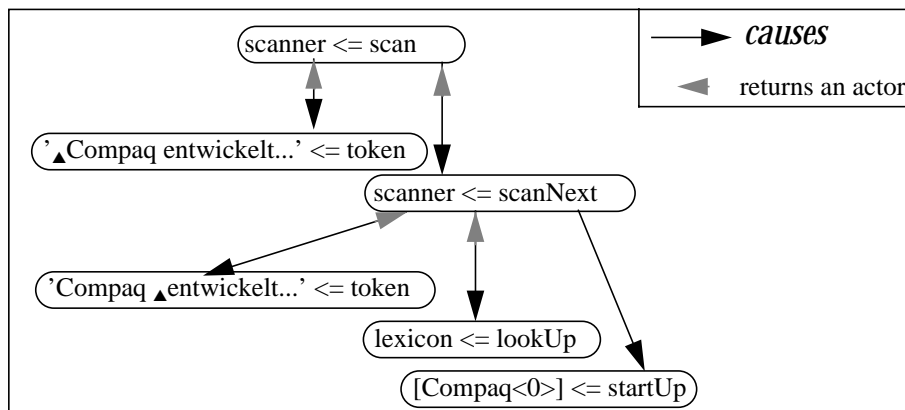 scanner <= scan
causes
returns an actor
’▲Compaq entwickelt...’ <= token
scanner <= scanNext
’Compaq ▲entwickelt...’ <= token
lexicon <= lookUp
[Compaq<0>] <= startUp